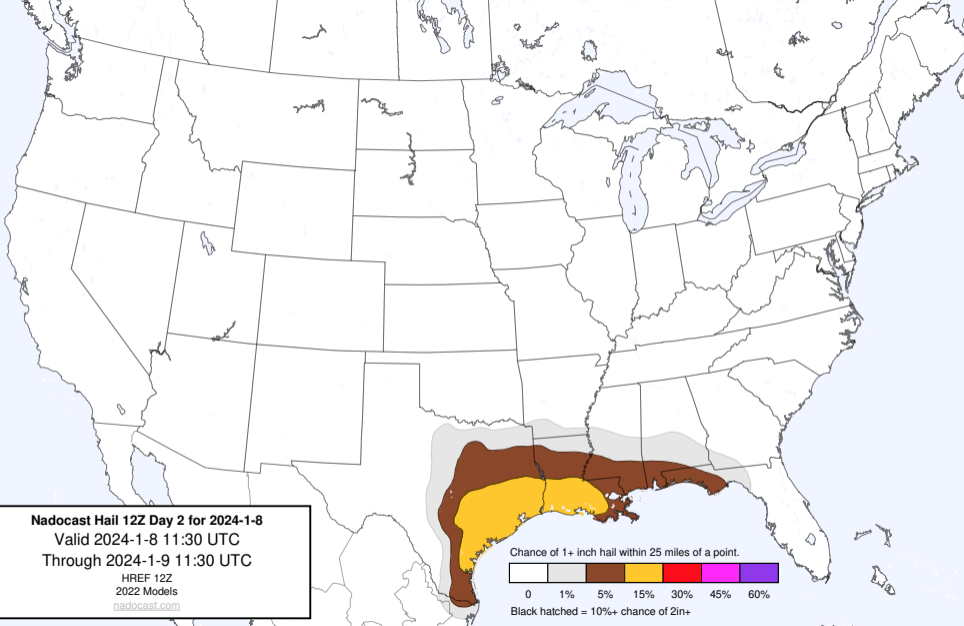 Nadocast Hail 12Z Day 2 for 2024-1-8
Valid 2024-1-8 11:30 UTC
Through 2024-1-9 11:30 UTC
HREF 12Z
2022 Models
nadocast.com
Chance of 1+ inch hail within 25 miles of a point.
0 1% 5% 15% 30% 45% 60%
Black hatched = 10%+ chance of 2in+